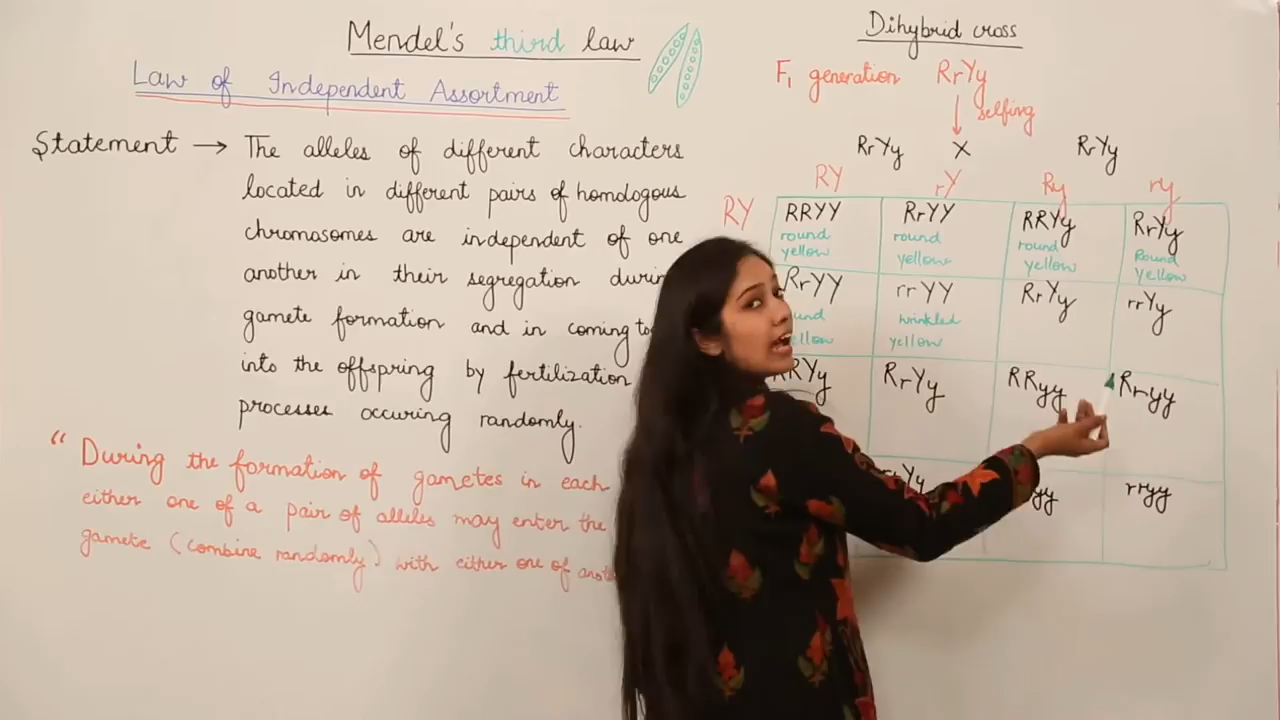 Mendel's third law
Law of Independent Assortment
Statement → The alleles of different characters
located in different pairs of homologous
chromosomes are independent of one
another in their segregation
gamete formation and in coming
into the offspring by fertilization
processes occuring randomly.
“ During the formation of gametes in each
either one of a pair of alleles may enter the
gamete (combine randomly) with either one of
Dihybrid cross
F1 generation RrYy
↓ selfing
RrYy X RrYy
RY rY Ry ry
RY RRYY RrYY RRYy RrYy
round round round Round
yellow yellow yellow yellow
RrYY rrYY RrYy rrYy
wrinkled
yellow
RRYy RrYy RRyy Rryy
rryy